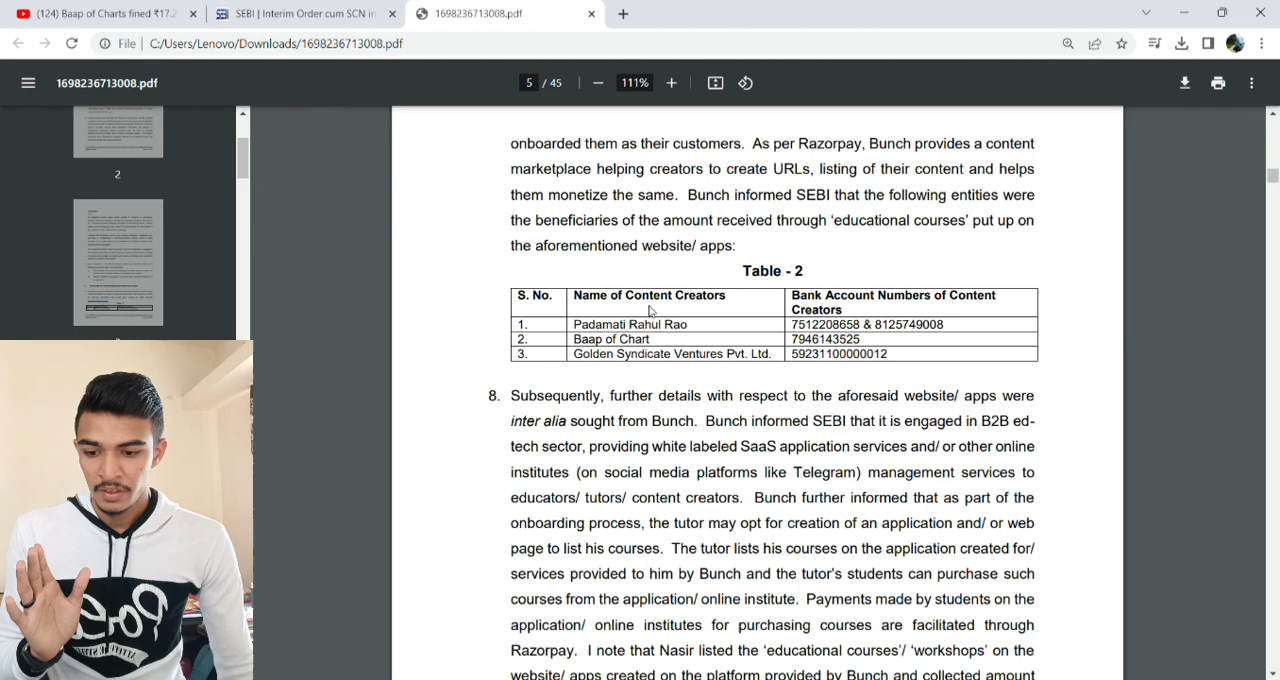 (124) Baap of Charts fined ₹17.2
SEBI | Interim Order cum SCN in
1698236713008.pdf
File
C:/Users/Lenovo/Downloads/1698236713008.pdf
1698236713008.pdf
5 / 45
111%
2
onboarded them as their customers. As per Razorpay, Bunch provides a content
marketplace helping creators to create URLs, listing of their content and helps
them monetize the same. Bunch informed SEBI that the following entities were
the beneficiaries of the amount received through ‘educational courses’ put up on
the aforementioned website/ apps:
Table - 2
S. No. Name of Content Creators Bank Account Numbers of Content
Creators
1. Padamati Rahul Rao 7512208658 & 8125749008
2. Baap of Chart 7946143525
3. Golden Syndicate Ventures Pvt. Ltd. 59231100000012
8. Subsequently, further details with respect to the aforesaid website/ apps were
inter alia sought from Bunch. Bunch informed SEBI that it is engaged in B2B ed-
tech sector, providing white labeled SaaS application services and/ or other online
institutes (on social media platforms like Telegram) management services to
educators/ tutors/ content creators. Bunch further informed that as part of the
onboarding process, the tutor may opt for creation of an application and/ or web
page to list his courses. The tutor lists his courses on the application created for/
services provided to him by Bunch and the tutor’s students can purchase such
courses from the application/ online institute. Payments made by students on the
application/ online institutes for purchasing courses are facilitated through
Razorpay. I note that Nasir listed the ‘educational courses’/ ‘workshops’ on the
website/ apps created on the platform provided by Bunch and collected amount